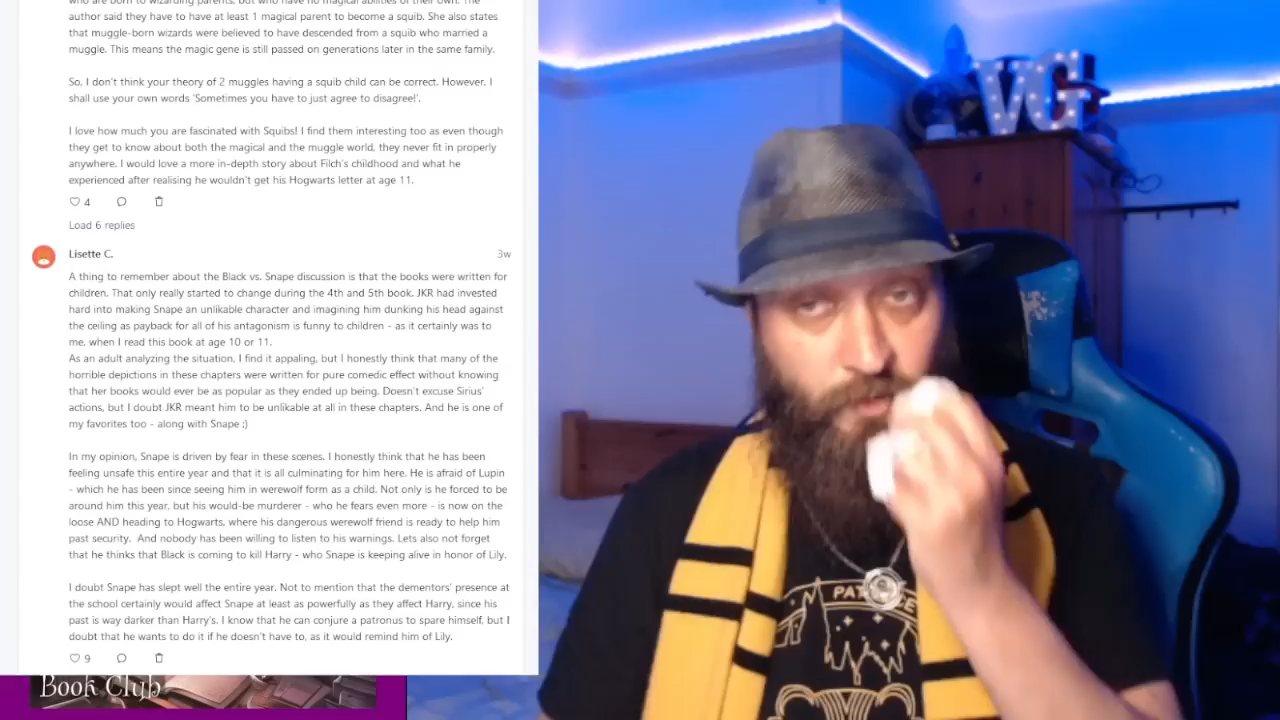 who are born to wizarding parents, but who have no magical abilities of their own. The
author said they have to have at least 1 magical parent to become a squib. She also states
that muggle-born wizards were believed to have descended from a squib who married a
muggle. This means the magic gene is still passed on generations later in the same family.
So, I don't think your theory of 2 muggles having a squib child can be correct. However, I
shall use your own words 'Sometimes you have to just agree to disagree!'.
I love how much you are fascinated with Squibs! I find them interesting too as even though
they get to know about both the magical and the muggle world, they never fit in properly
anywhere. I would love a more in-depth story about Filch's childhood and what he
experienced after realising he wouldn't get his Hogwarts letter at age 11.
4
Load 6 replies
Lisette C. 3w
A thing to remember about the Black vs. Snape discussion is that the books were written for
children. That only really started to change during the 4th and 5th book. JKR had invested
hard into making Snape an unlikable character and imagining him dunking his head against
the ceiling as payback for all of his antagonism is funny to children - as it certainly was to
me, when I read this book at age 10 or 11.
As an adult analyzing the situation, I find it appaling, but I honestly think that many of the
horrible depictions in these chapters were written for pure comedic effect without knowing
that her books would ever be as popular as they ended up being. Doesn't excuse Sirius'
actions, but I doubt JKR meant him to be unlikable at all in these chapters. And he is one of
my favorites too - along with Snape ;)
In my opinion, Snape is driven by fear in these scenes. I honestly think that he has been
feeling unsafe this entire year and that it is all culminating for him here. He is afraid of Lupin
- which he has been since seeing him in werewolf form as a child. Not only is he forced to be
around him this year, but his would-be murderer - who he fears even more - is now on the
loose AND heading to Hogwarts, where his dangerous werewolf friend is ready to help him
past security. And nobody has been willing to listen to his warnings. Lets also not forget
that he thinks that Black is coming to kill Harry - who Snape is keeping alive in honor of Lily.
I doubt Snape has slept well the entire year. Not to mention that the dementors' presence at
the school certainly would affect Snape at least as powerfully as they affect Harry, since his
past is way darker than Harry's. I know that he can conjure a patronus to spare himself, but I
doubt that he wants to do it if he doesn't have to, as it would remind him of Lily.
9
Book Club
VG